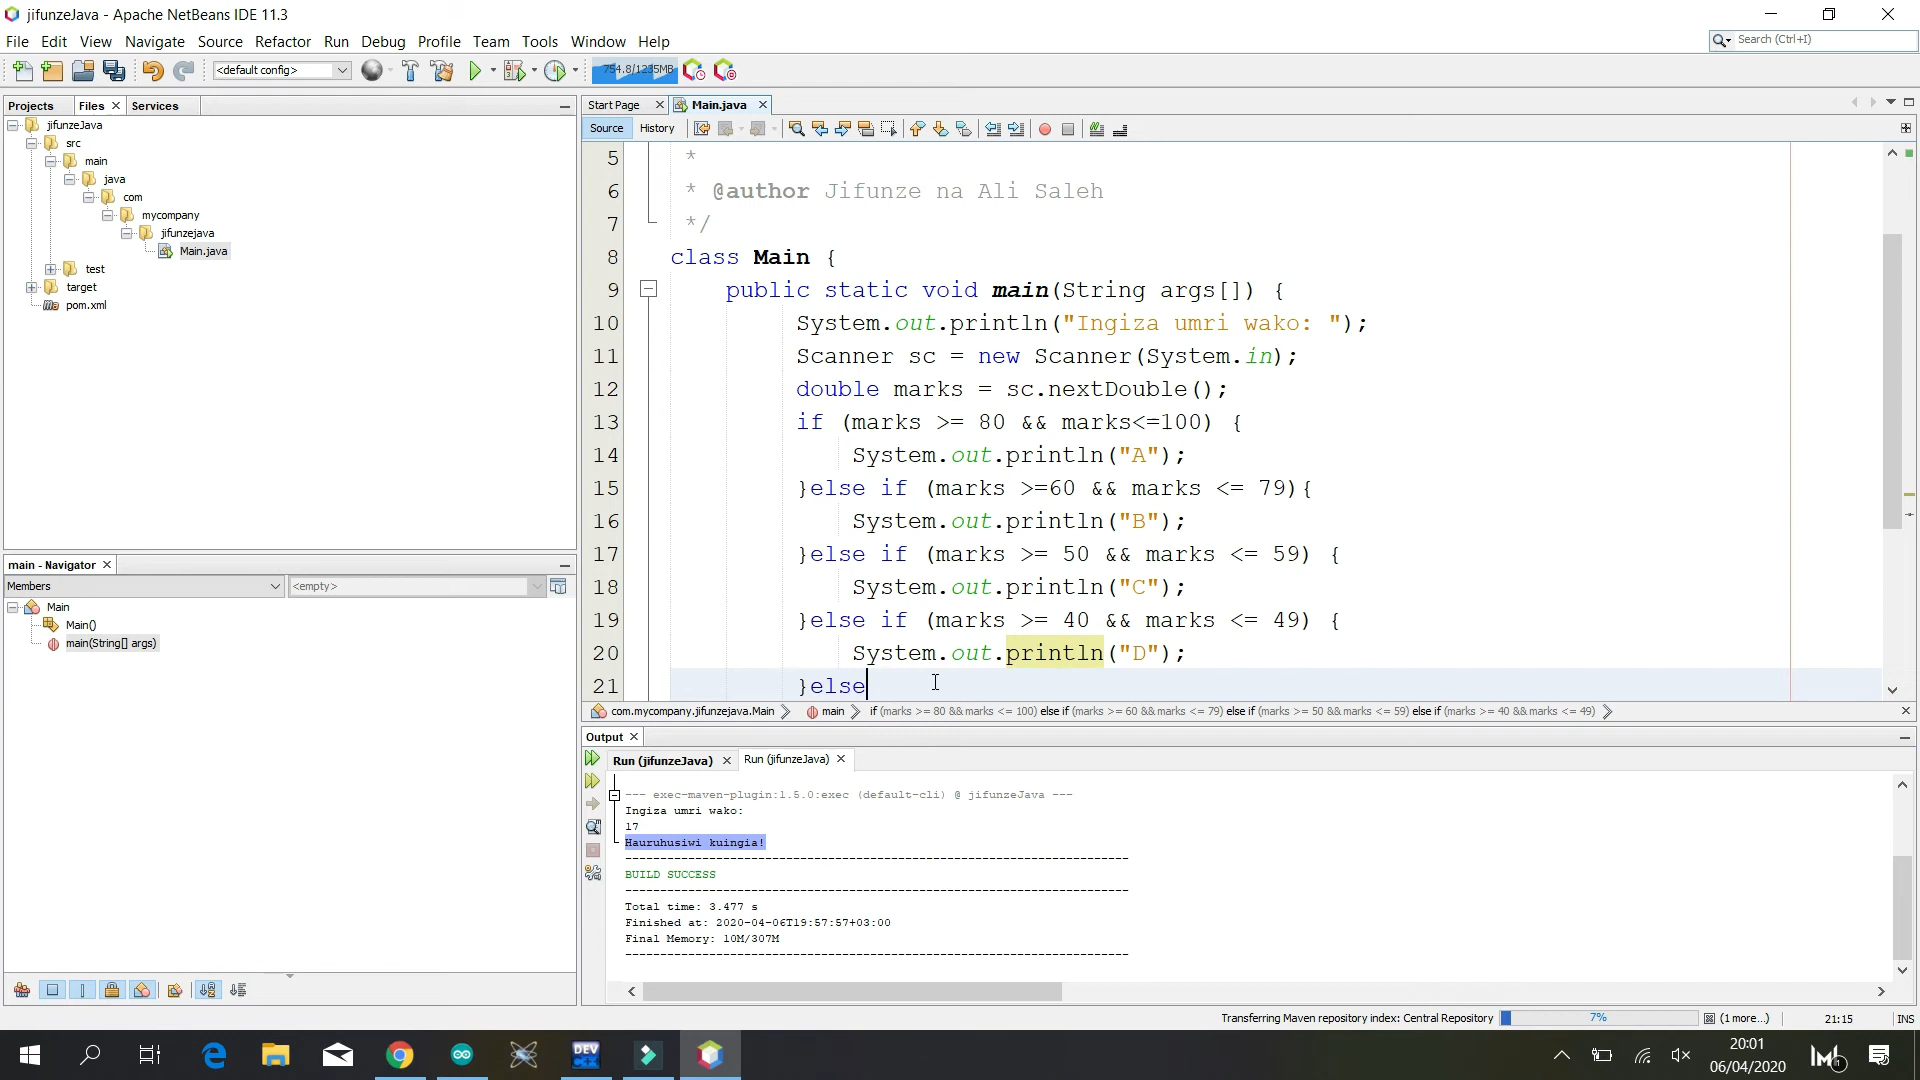 jifunzeJava - Apache NetBeans IDE 11.3
File Edit View Navigate Source Refactor Run Debug Profile Team Tools Window Help
Search (Ctrl+I)
<default config>
754.8/1235MB
Projects Files Services
jifunzeJava
src
main
java
com
mycompany
jifunzejava
Main.java
test
target
pom.xml
main - Navigator
Members
<empty>
Main
Main()
main(String[] args)
Start Page Main.java
Source History
5 *
6 * @author Jifunze na Ali Saleh
7 */
8 class Main {
9 public static void main(String args[]) {
10 System.out.println("Ingiza umri wako: ");
11 Scanner sc = new Scanner(System.in);
12 double marks = sc.nextDouble();
13 if (marks >= 80 && marks<=100) {
14 System.out.println("A");
15 }else if (marks >=60 && marks <= 79){
16 System.out.println("B");
17 }else if (marks >= 50 && marks <= 59) {
18 System.out.println("C");
19 }else if (marks >= 40 && marks <= 49) {
20 System.out.println("D");
21 }else
com.mycompany.jifunzejava.Main main if (marks >= 80 && marks <= 100) else if (marks >= 60 && marks <= 79) else if (marks >= 50 && marks <= 59) else if (marks >= 40 && marks <= 49)
Output
Run (jifunzeJava) Run (jifunzeJava)
--- exec-maven-plugin:1.5.0:exec (default-cli) @ jifunzeJava ---
Ingiza umri wako:
17
Hauruhusiwi kuingia!
------------------------------------------------------------------------
BUILD SUCCESS
------------------------------------------------------------------------
Total time: 3.477 s
Finished at: 2020-04-06T19:57:57+03:00
Final Memory: 10M/307M
------------------------------------------------------------------------
Transferring Maven repository index: Central Repository 7% (1 more...) 21:15 INS
DEV C++
20:01
06/04/2020
1